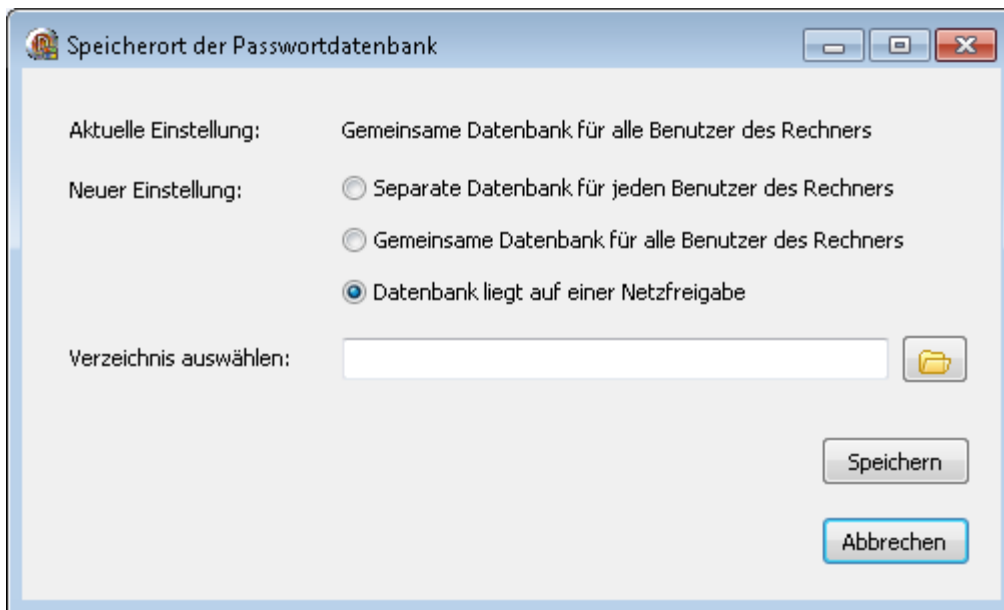 Speicherort der Passwortdatenbank
Aktuelle Einstellung: Gemeinsame Datenbank für alle Benutzer des Rechners
Neuer Einstellung: Separate Datenbank für jeden Benutzer des Rechners
Gemeinsame Datenbank für alle Benutzer des Rechners
Datenbank liegt auf einer Netzfreigabe
Verzeichnis auswählen:
Speichern
Abbrechen